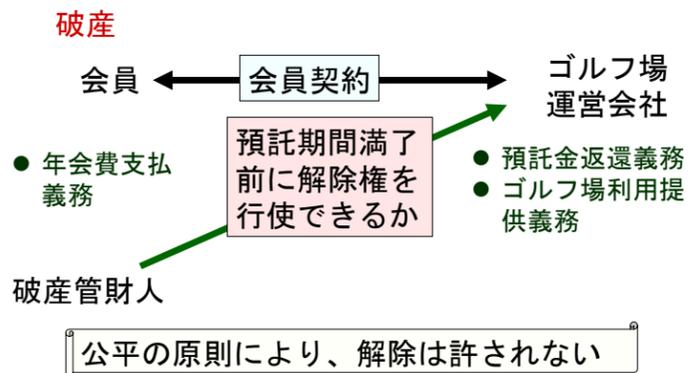 破産
会員
会員契約
ゴルフ場
運営会社
● 年会費支払
義務
預託期間満了
前に解除権を
行使できるか
● 預託金返還義務
● ゴルフ場利用提
供義務
破産管財人
公平の原則により、解除は許されない